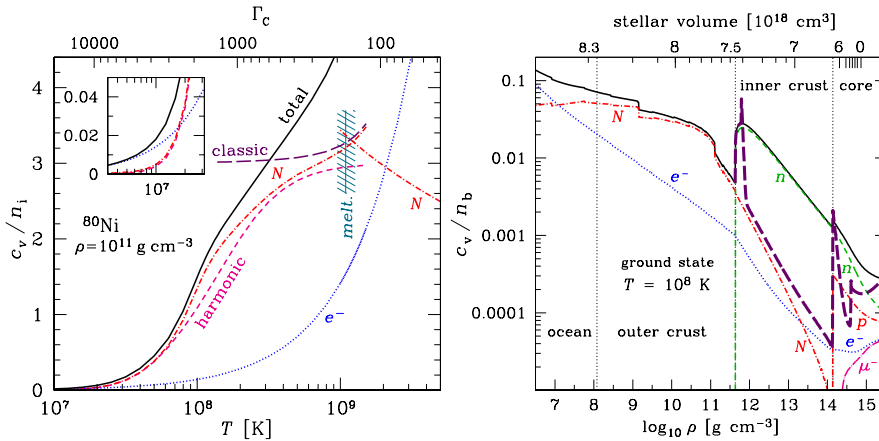 Γ_C
10000 1000 100
c_v / n_i
4
3
2
1
0
0.04
0.02
0
10⁷
total
classic
N
N
melt.
harmonic
e⁻
⁸⁰Ni
ρ=10¹¹ g cm⁻³
10⁷ 10⁸ 10⁹
T [K]
stellar volume [10¹⁸ cm³]
8.3 8 7.5 7 6 0
c_v / n_b
0.1
0.01
0.001
0.0001
inner crust core
N
e⁻
n
n
ground state
T = 10⁸ K
p
e⁻
ocean outer crust
N
μ⁻
7 8 9 10 11 12 13 14 15
log₁₀ ρ [g cm⁻³]